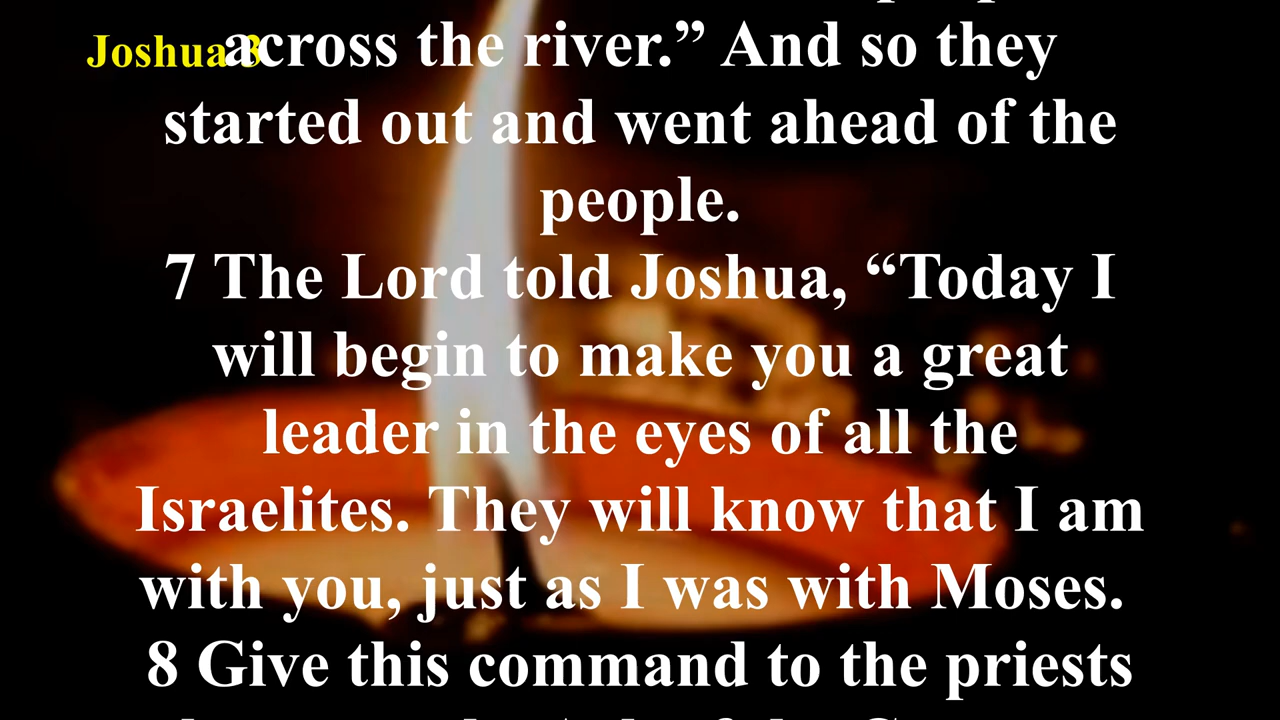 Joshua 3
across the river.” And so they
started out and went ahead of the
people.
7 The Lord told Joshua, “Today I
will begin to make you a great
leader in the eyes of all the
Israelites. They will know that I am
with you, just as I was with Moses.
8 Give this command to the priests